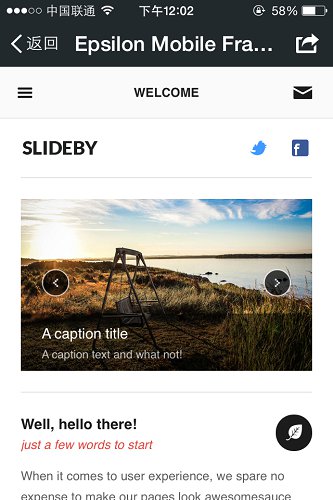 中国联通 下午12:02 58%
返回 Epsilon Mobile Fra...
WELCOME
SLIDEBY
A caption title
A caption text and what not!
Well, hello there!
just a few words to start
When it comes to user experience, we spare no
expense to make our pages look awesomesauce